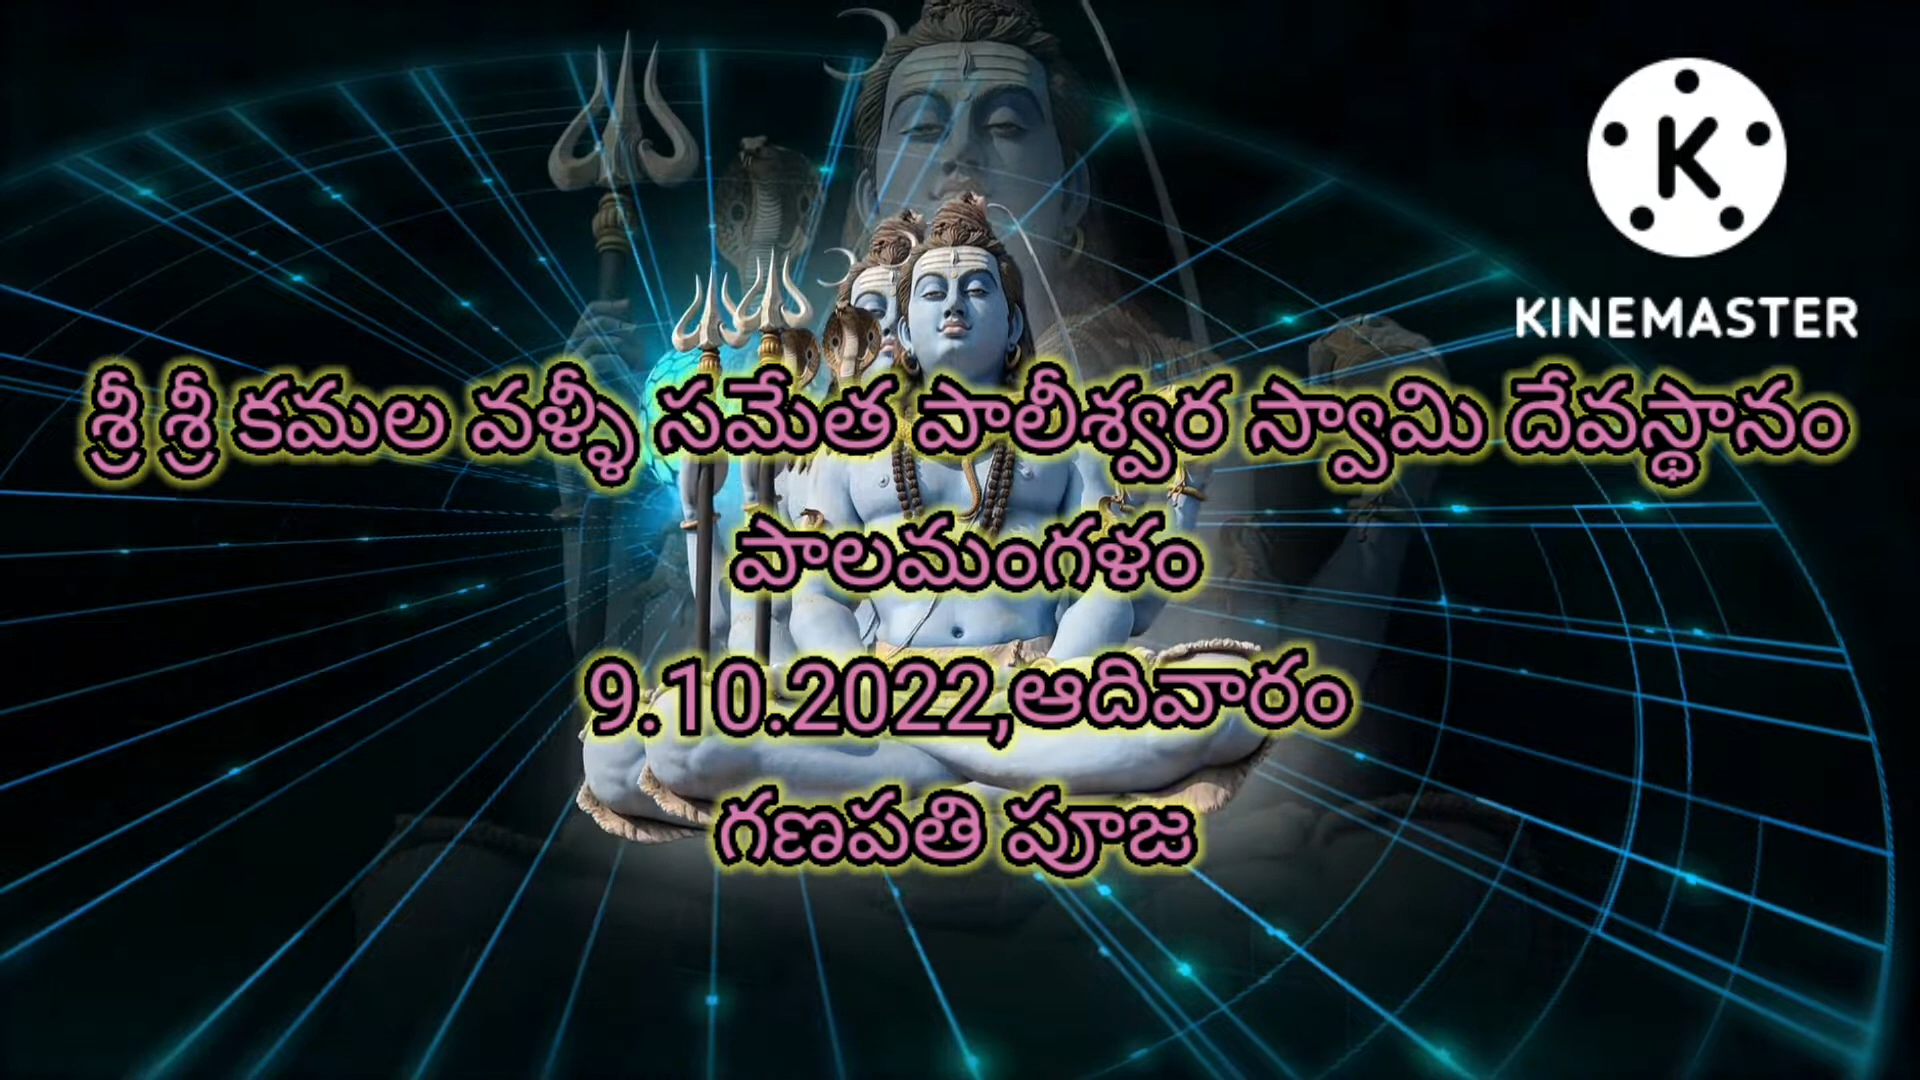 KINEMASTER
శ్రీ శ్రీ కమల వళ్ళీ సమేత పాలీశ్వర స్వామి దేవస్థానం
పాలమంగళం
9.10.2022,ఆదివారం
గణపతి పూజ